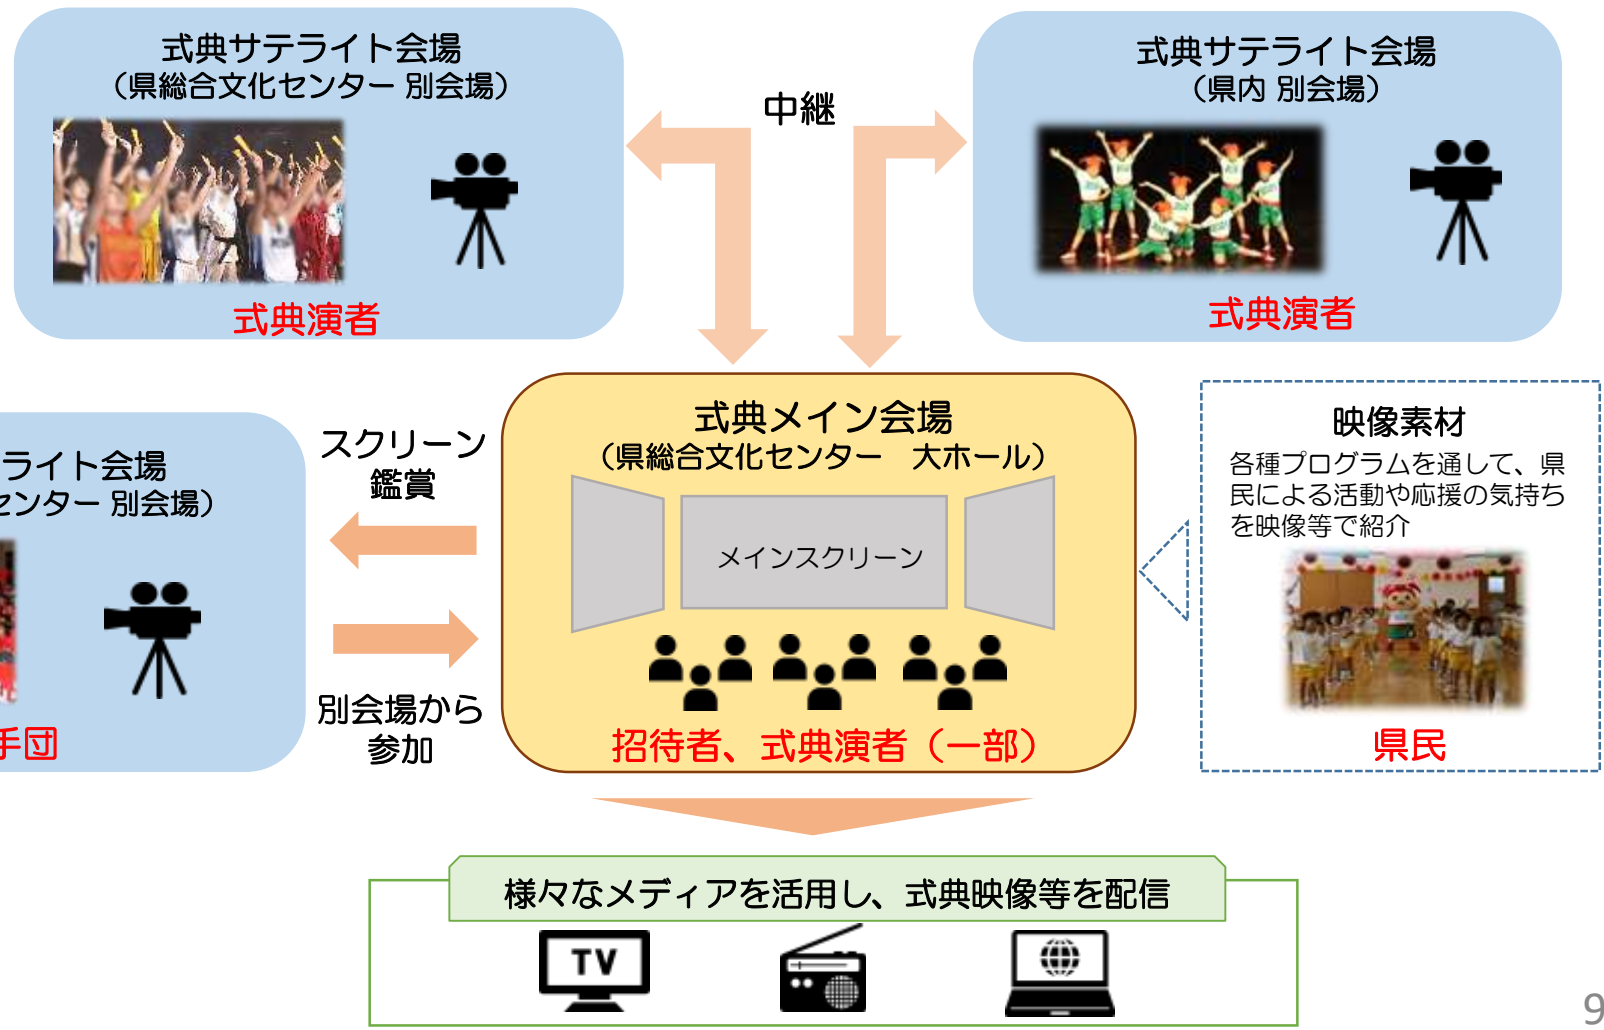 式典サテライト会場
（県総合文化センター 別会場）
式典演者
中継
式典サテライト会場
（県内 別会場）
式典演者
ライト会場
センター 別会場）
手団
スクリーン
鑑賞
別会場から
参加
式典メイン会場
（県総合文化センター　大ホール）
メインスクリーン
招待者、式典演者（一部）
映像素材
各種プログラムを通して、県
民による活動や応援の気持ち
を映像等で紹介
県民
様々なメディアを活用し、式典映像等を配信
TV
9